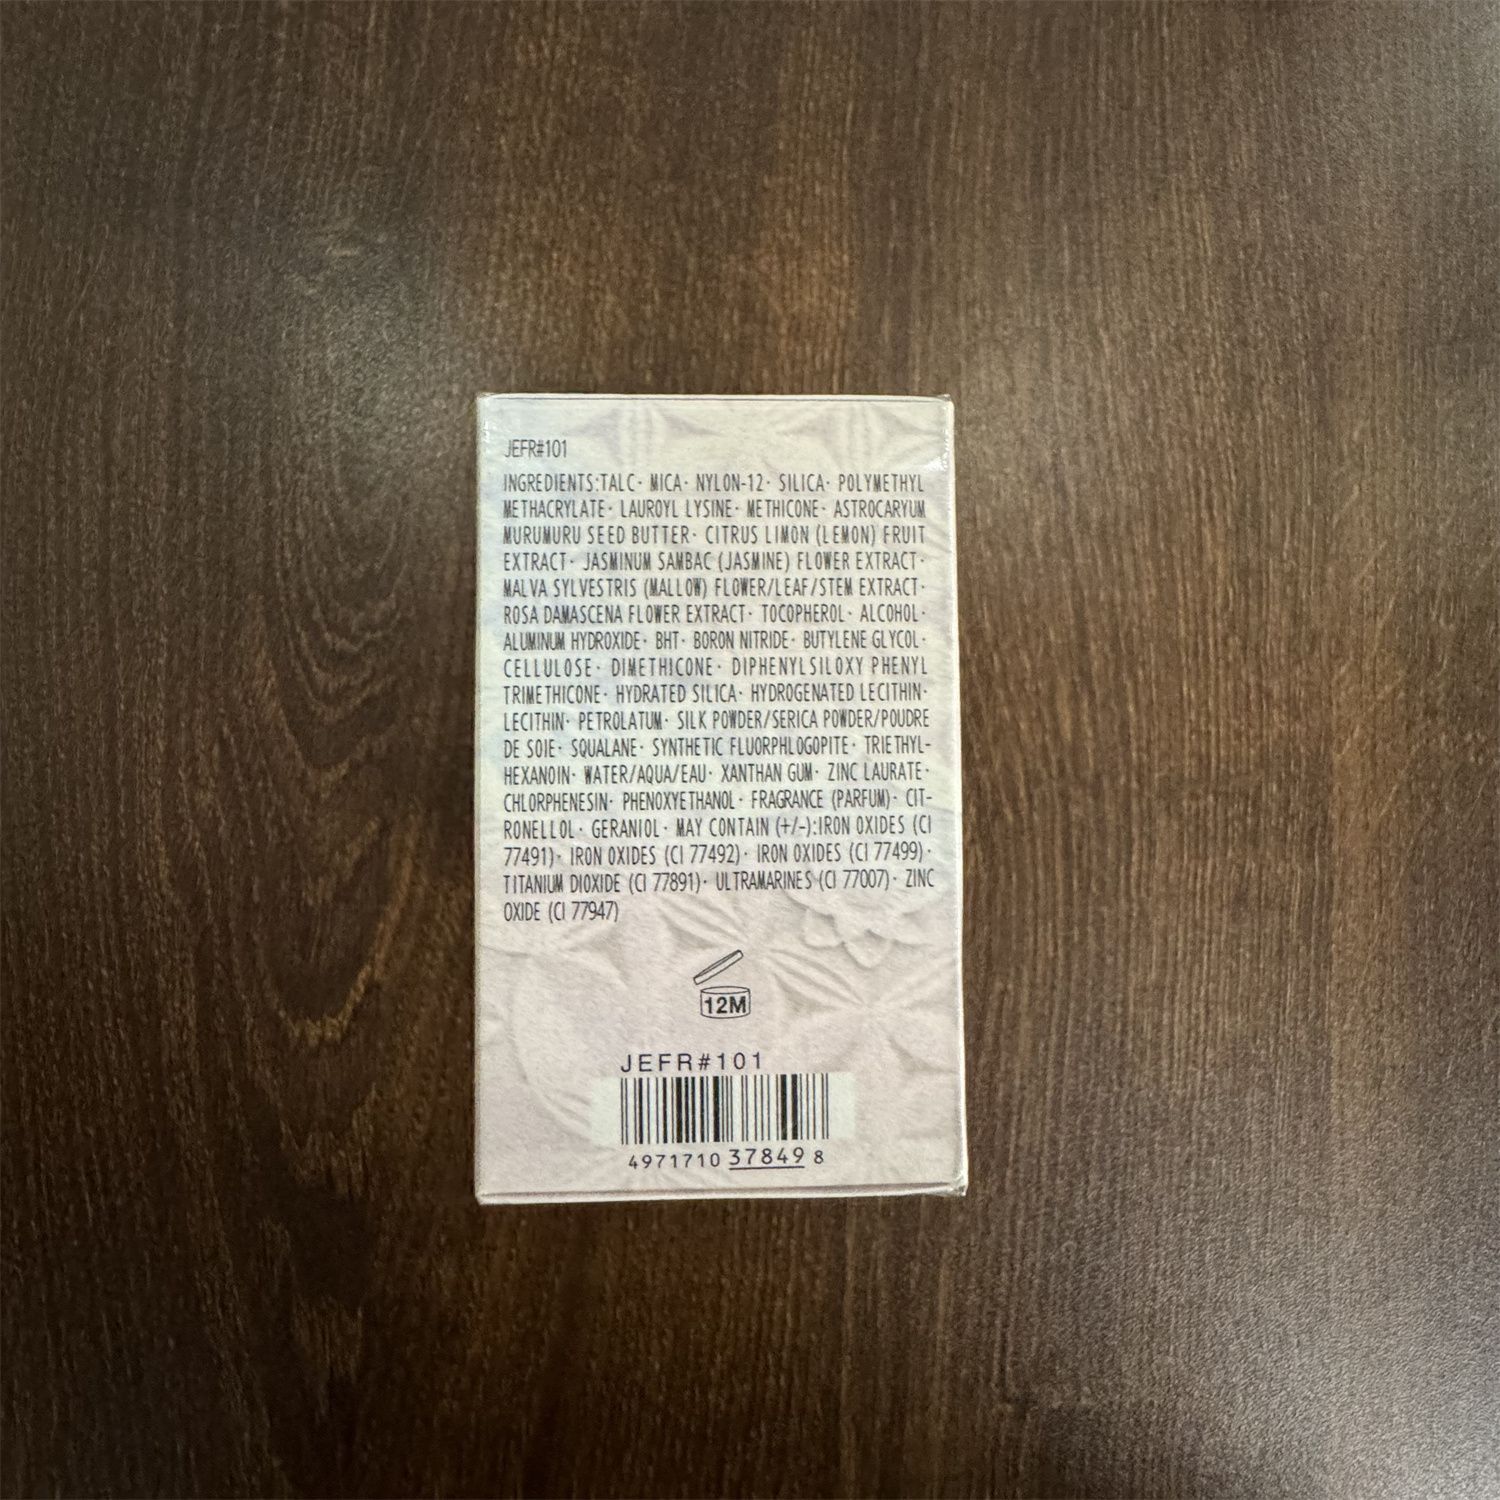 JEFR#101
INGREDIENTS:TALC· MICA· NYLON-12· SILICA· POLYMETHYL
METHACRYLATE· LAUROYL LYSINE· METHICONE· ASTROCARYUM
MURUMURU SEED BUTTER· CITRUS LIMON (LEMON) FRUIT
EXTRACT· JASMINUM SAMBAC (JASMINE) FLOWER EXTRACT·
MALVA SYLVESTRIS (MALLOW) FLOWER/LEAF/STEM EXTRACT·
ROSA DAMASCENA FLOWER EXTRACT· TOCOPHEROL· ALCOHOL·
ALUMINUM HYDROXIDE· BHT· BORON NITRIDE· BUTYLENE GLYCOL·
CELLULOSE· DIMETHICONE· DIPHENYLSILOXY PHENYL
TRIMETHICONE· HYDRATED SILICA· HYDROGENATED LECITHIN·
LECITHIN· PETROLATUM· SILK POWDER/SERICA POWDER/POUDRE
DE SOIE· SQUALANE· SYNTHETIC FLUORPHLOGOPITE· TRIETHYL-
HEXANOIN· WATER/AQUA/EAU· XANTHAN GUM· ZINC LAURATE·
CHLORPHENESIN· PHENOXYETHANOL· FRAGRANCE (PARFUM)· CIT-
RONELLOL· GERANIOL· MAY CONTAIN (+/-):IRON OXIDES (CI
77491)· IRON OXIDES (CI 77492)· IRON OXIDES (CI 77499)·
TITANIUM DIOXIDE (CI 77891)· ULTRAMARINES (CI 77007)· ZINC
OXIDE (CI 77947)
12M
JEFR#101
4971710 37849 8